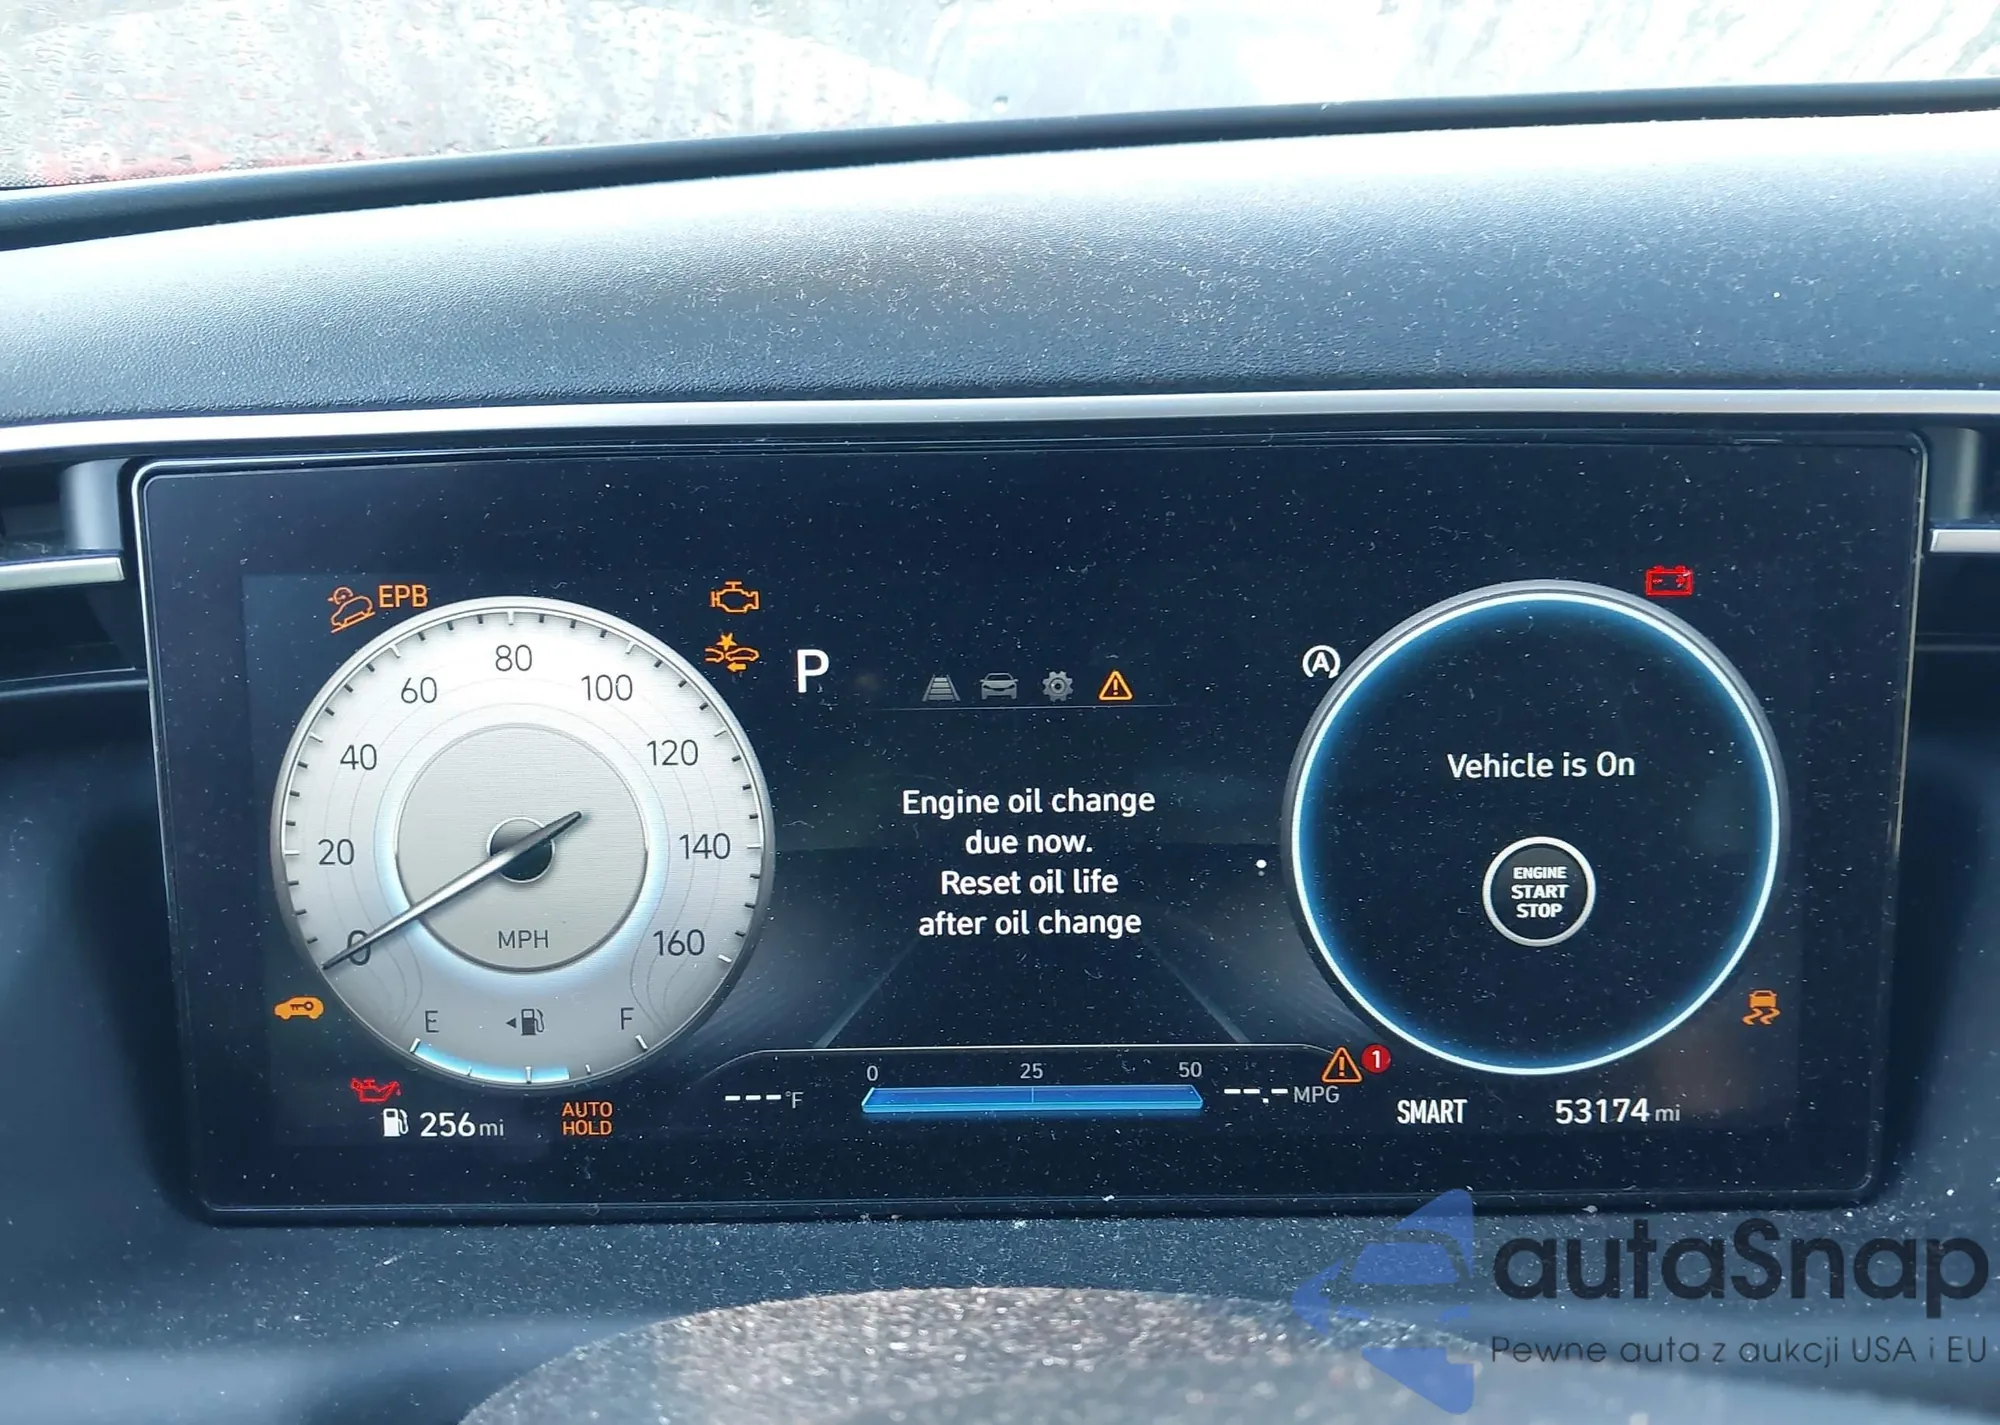 EPB
80
60
100
40
120
20
140
0
160
MPH
E
F
256 mi
AUTO
HOLD
P
Engine oil change
due now.
Reset oil life
after oil change
0
25
50
---°F
--.-MPG
1
A
Vehicle is On
ENGINE
START
STOP
SMART
53174 mi
autaSnap
Pewne auta z aukcji USA i EU